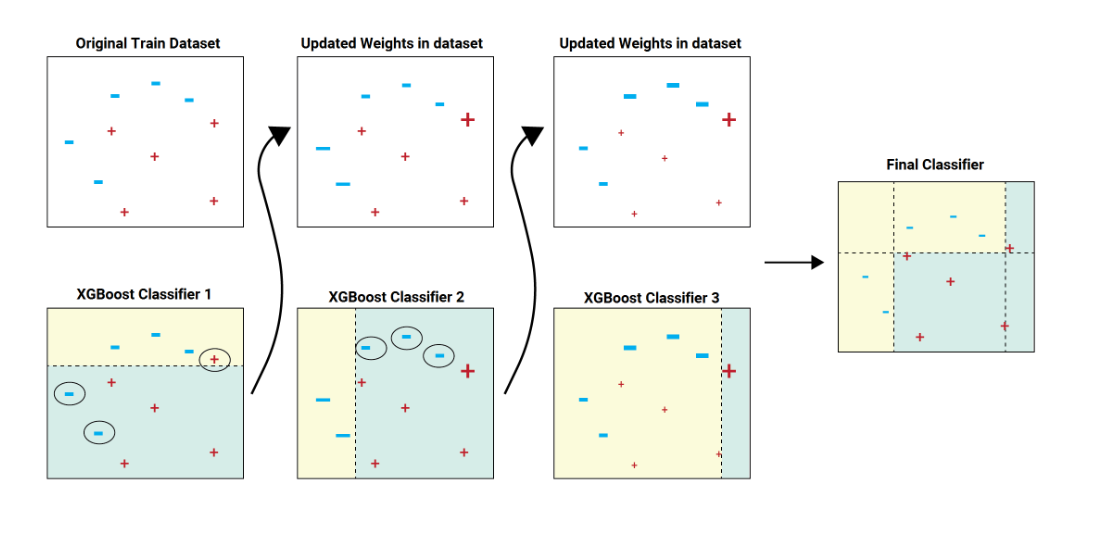 Original Train Dataset
Updated Weights in dataset
Updated Weights in dataset
Final Classifier
XGBoost Classifier 1
XGBoost Classifier 2
XGBoost Classifier 3